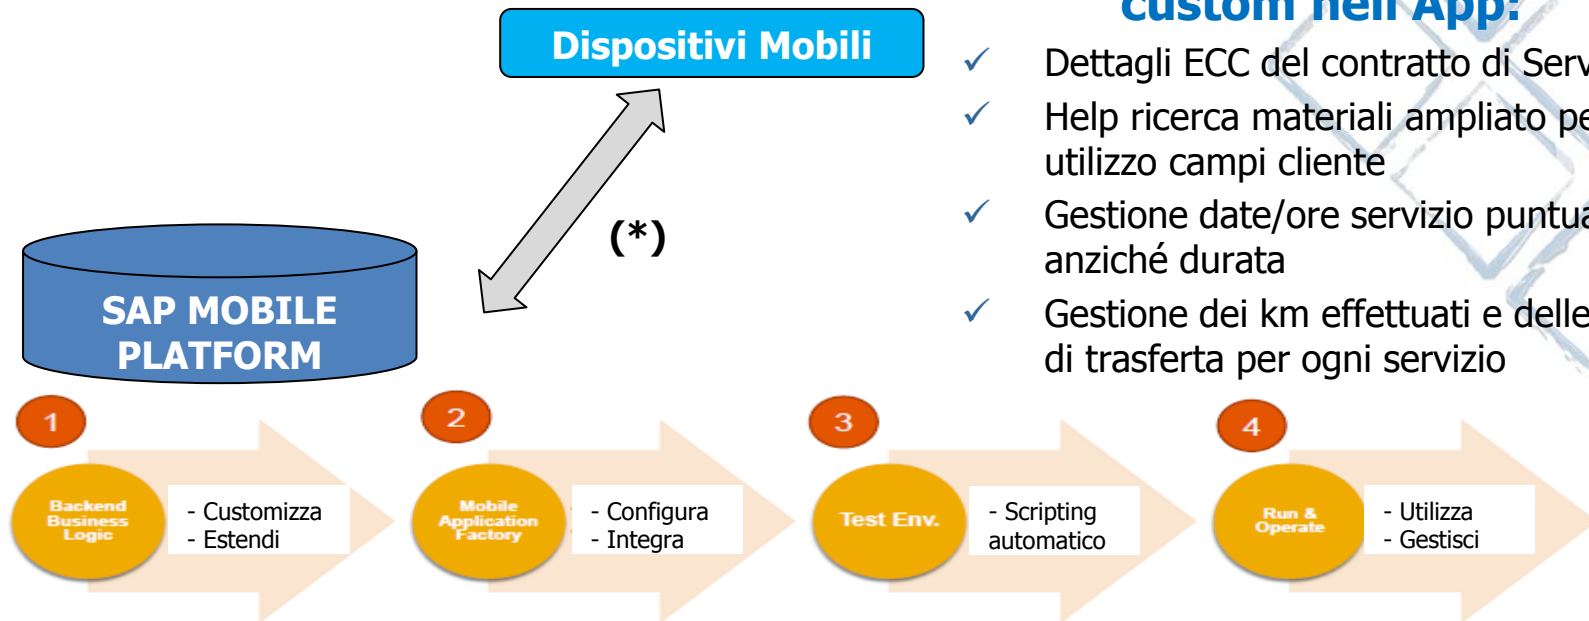 custom nell'App:
Dispositivi Mobili
✓ Dettagli ECC del contratto di Serv
✓ Help ricerca materiali ampliato pe
utilizzo campi cliente
✓ Gestione date/ore servizio puntua
anziché durata
✓ Gestione dei km effettuati e delle
di trasferta per ogni servizio
(*)
SAP MOBILE
PLATFORM
1
Backend
Business
Logic
- Customizza
- Estendi
2
Mobile
Application
Factory
- Configura
- Integra
3
Test Env.
- Scripting
automatico
4
Run &
Operate
- Utilizza
- Gestisci